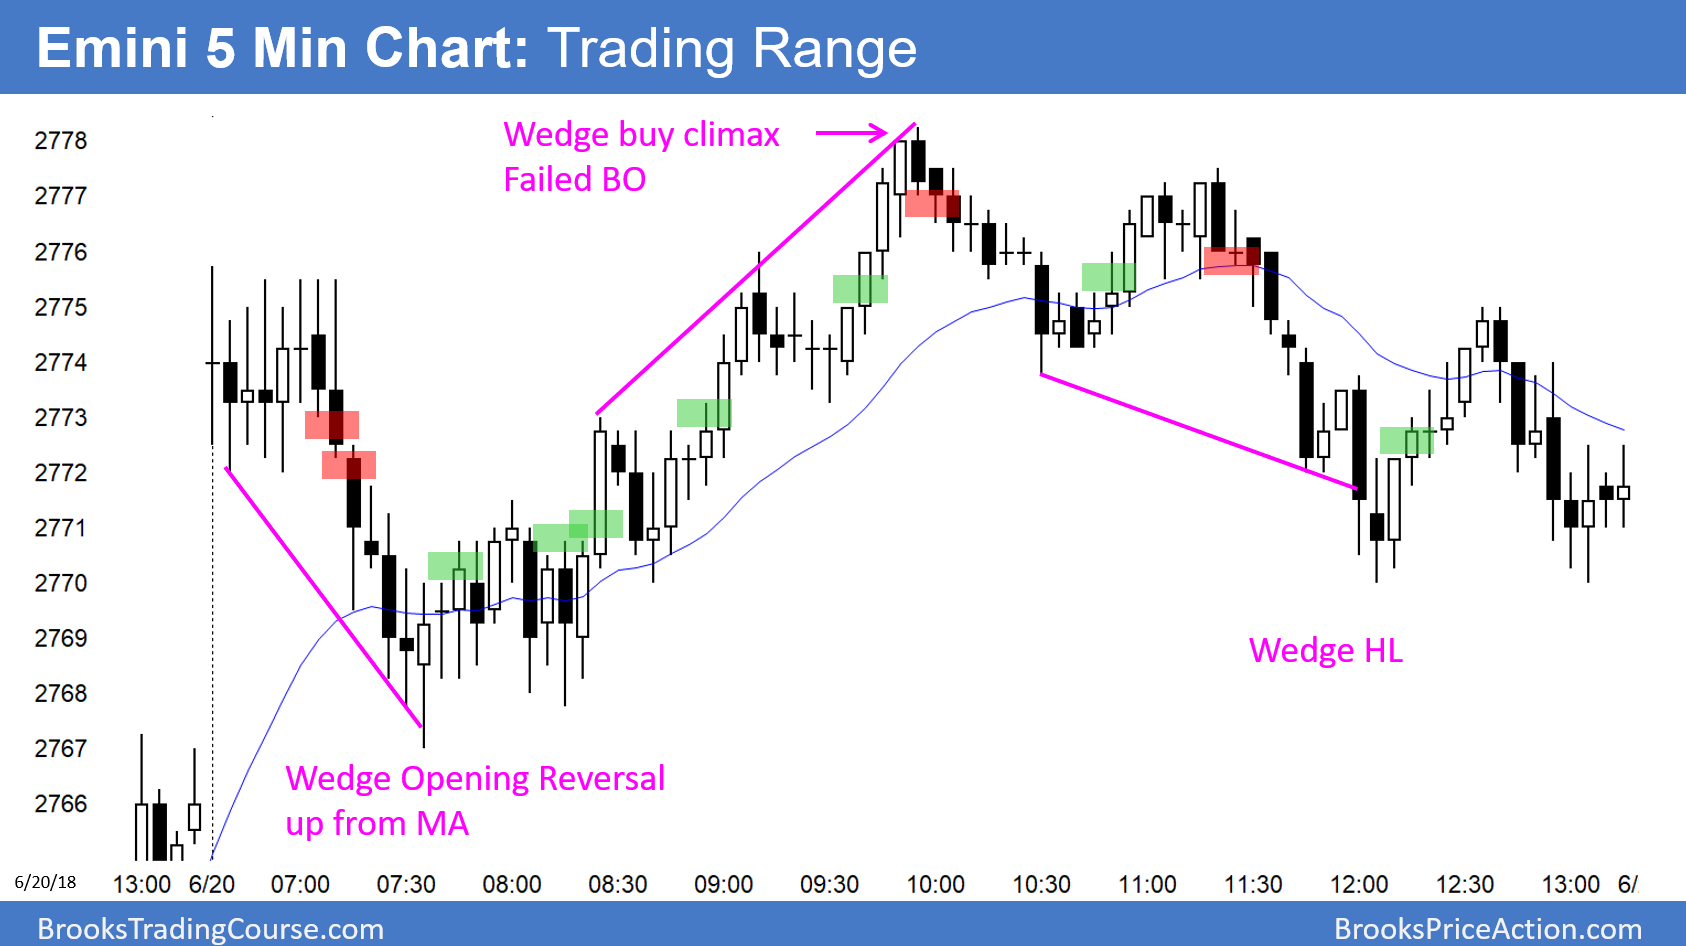 Emini 5 Min Chart: Trading Range
Wedge buy climax
Failed BO
2778
2777
2776
2775
2774
2773
2772
2771
2770
2769
2768
2767
2766
Wedge HL
Wedge Opening Reversal
up from MA
6/20/18 13:00 6/20 07:00 07:30 08:00 08:30 09:00 09:30 10:00 10:30 11:00 11:30 12:00 12:30 13:00 6/
BrooksTradingCourse.com BrooksPriceAction.com